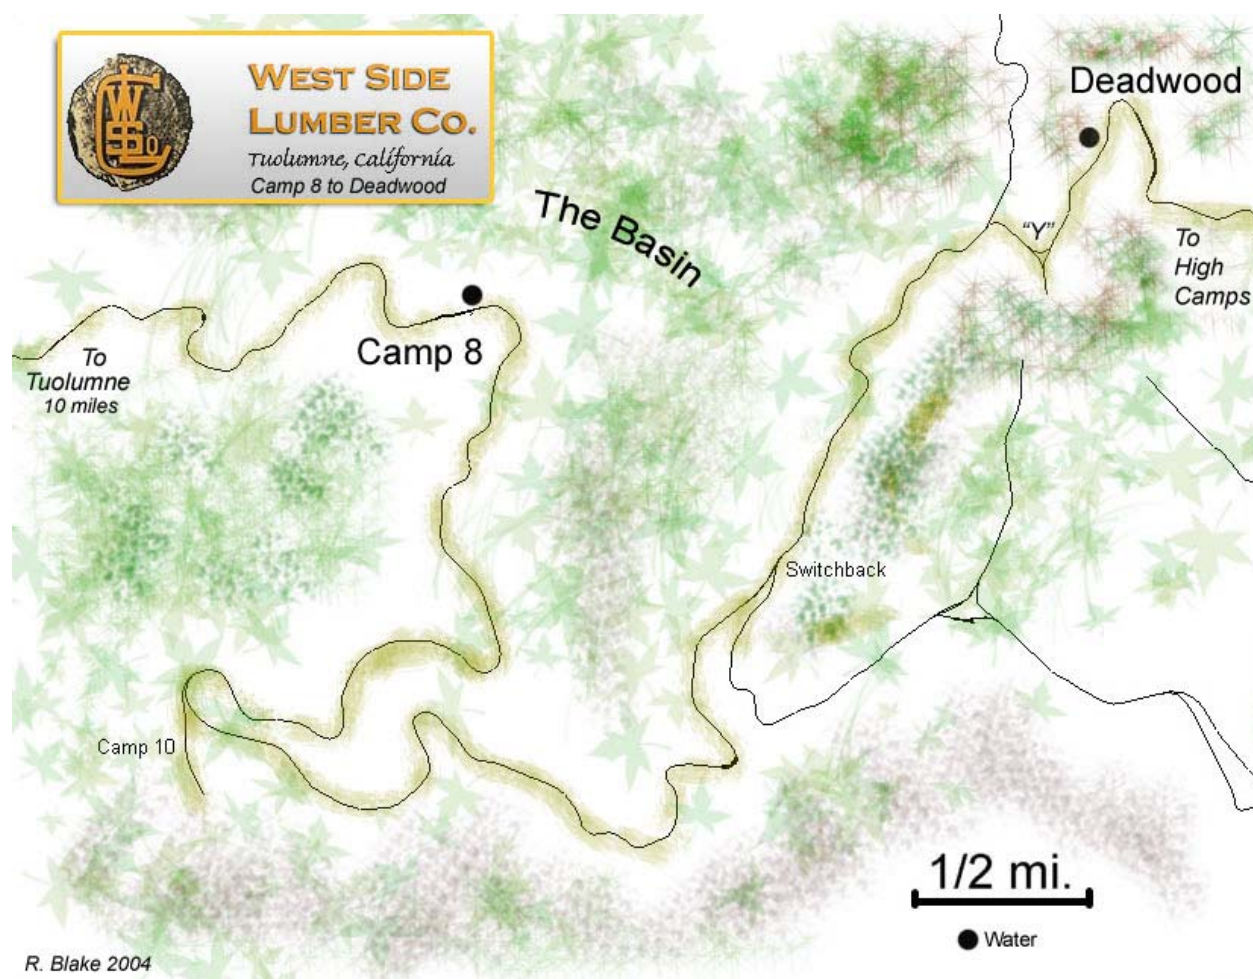 WEST SIDE
LUMBER CO.
Tuolumne, California
Camp 8 to Deadwood
Deadwood
The Basin
"Y"
To
High
Camps
Camp 8
To
Tuolumne
10 miles
Switchback
Camp 10
1/2 mi.
Water
R. Blake 2004